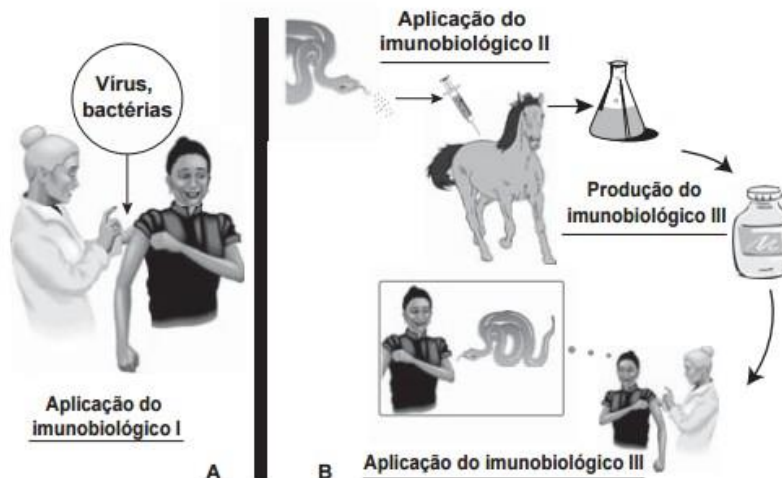 Vírus,
bactérias
Aplicação do
imunobiológico I
A
Aplicação do
imunobiológico II
Produção do
imunobiológico III
B
Aplicação do imunobiológico III